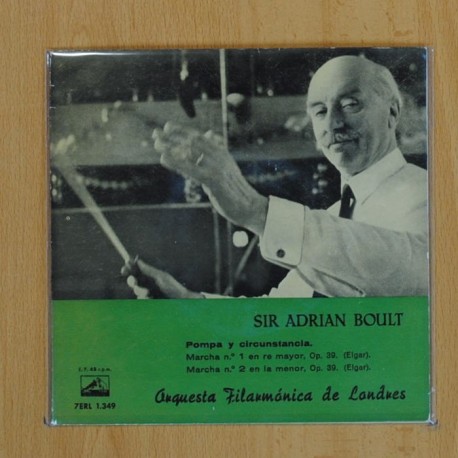 SIR ADRIAN BOULT
Pompa y circunstancia.
Marcha n.º 1 en re mayor, Op. 39. (Elgar).
Marcha n.º 2 en la menor, Op. 39. (Elgar).
E.P. 45 r.p.m.
7ERL 1.349
Orquesta Filarmónica de Londres